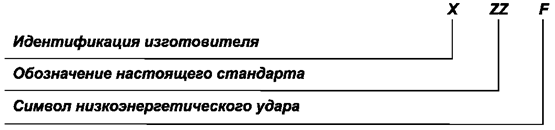 X ZZ F
Идентификация изготовителя
Обозначение настоящего стандарта
Символ низкоэнергетического удара